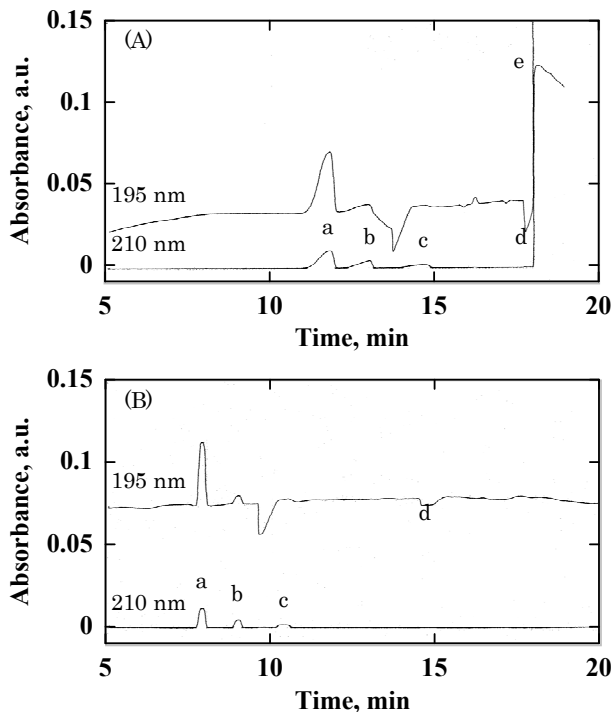 (A)
0.15
0.1
0.05
0
Absorbance, a.u.
195 nm
210 nm
a
b
c
d
e
5
10
15
20
Time, min
(B)
0.15
0.1
0.05
0
Absorbance, a.u.
195 nm
210 nm
a
b
c
d
5
10
15
20
Time, min